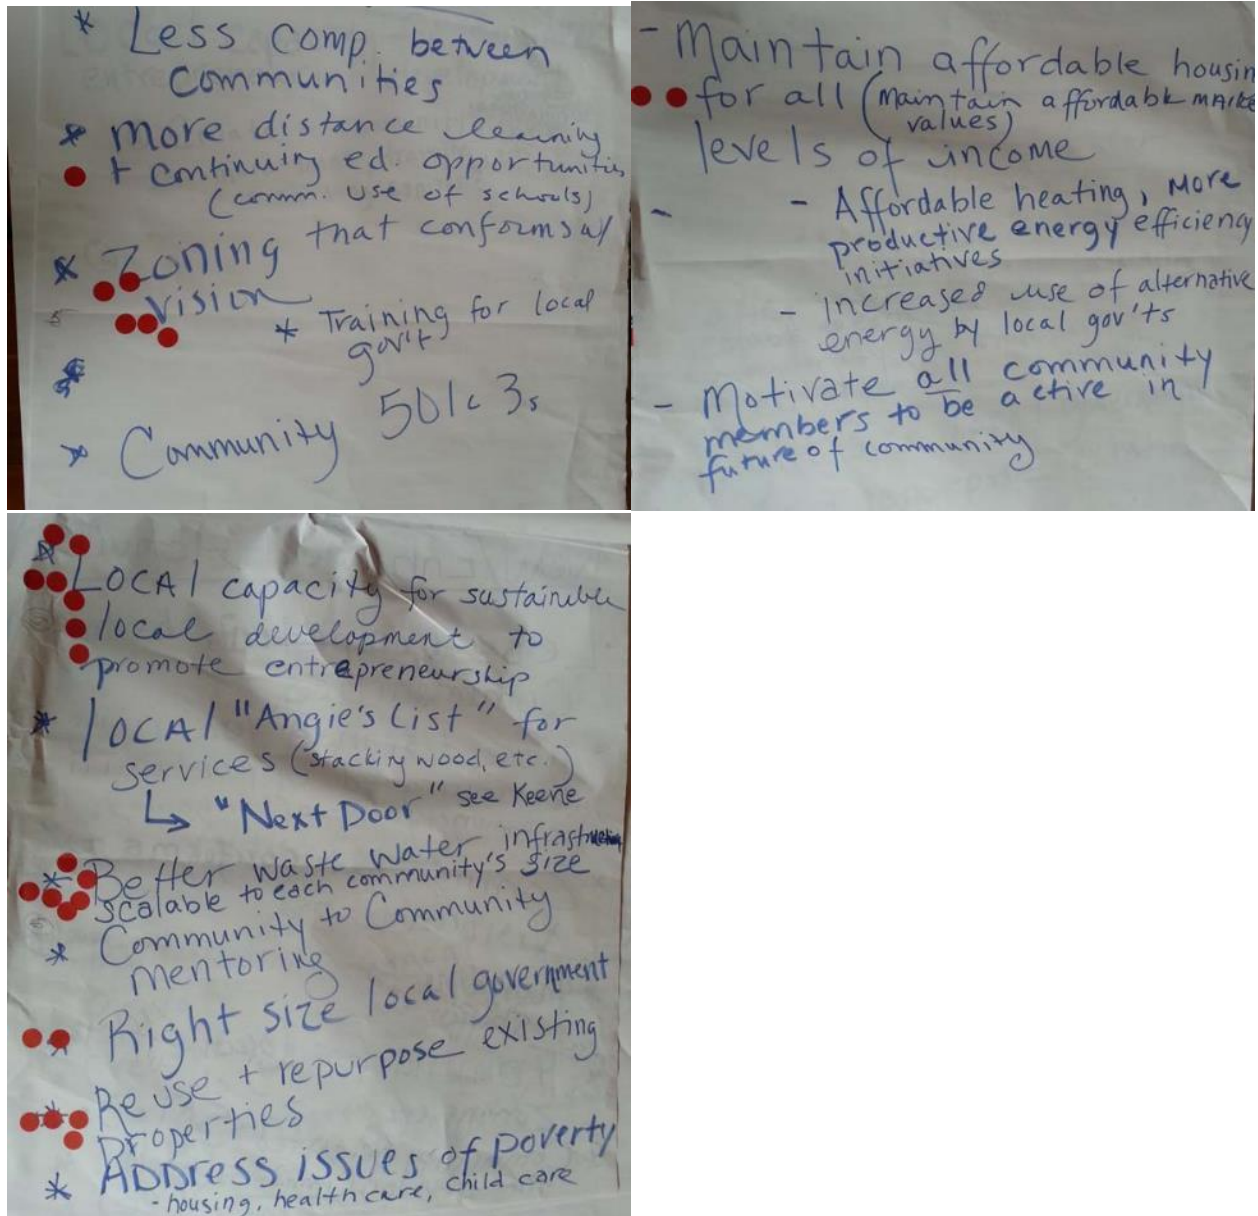 * Less comp. between
communities
* more distance learning
+ continuing ed. opportunities
(comm. use of schools)
* Zoning that conforms w/
vision
* Training for local
gov't
* Community 501c 3s
- Maintain affordable housin
for all (maintain affordable marke
values)
levels of income
- Affordable heating, more
productive energy efficiency
initiatives
- increased use of alternative
energy by local gov'ts
- Motivate all community
members to be active in
future of community
* Local capacity for sustainable
local development to
promote entrepreneurship
* local "Angie's List" for
services (stacking wood, etc.)
↳ "Next Door" see Keene
* Better waste water infrastructure
scalable to each community's size
* Community to Community
mentoring
* Right size local government
* Reuse + repurpose existing
properties
* Address issues of poverty
- housing, health care, child care